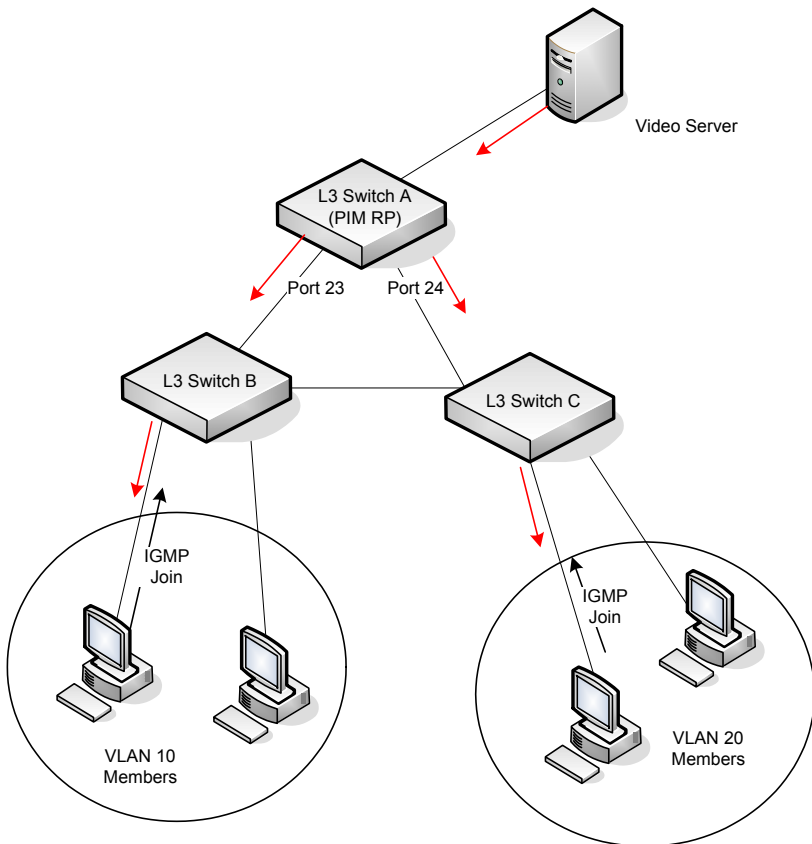 Video Server
L3 Switch A
(PIM RP)
Port 23
Port 24
L3 Switch B
L3 Switch C
IGMP
Join
IGMP
Join
VLAN 10
Members
VLAN 20
Members